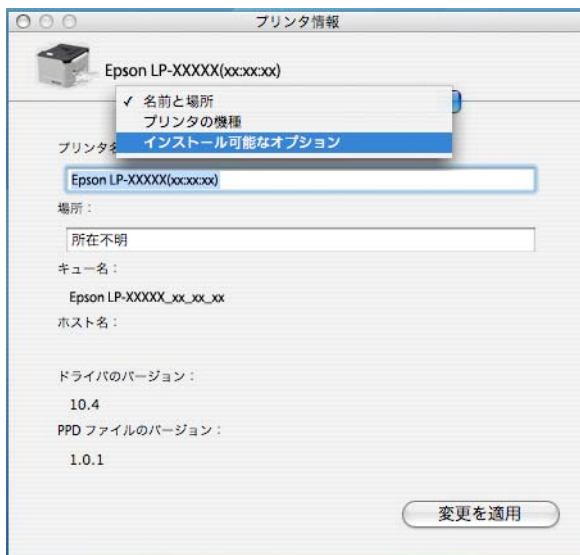 プリンタ情報
Epson LP-XXXXX(xx:xx:xx)
✓ 名前と場所
プリンタの機種
インストール可能なオプション
プリンタ
Epson LP-XXXXX(xx:xx:xx)
場所：
所在不明
キュー名：
Epson LP-XXXXX_xx_xx_xx
ホスト名：
ドライバのバージョン：
10.4
PPD ファイルのバージョン：
1.0.1
変更を適用